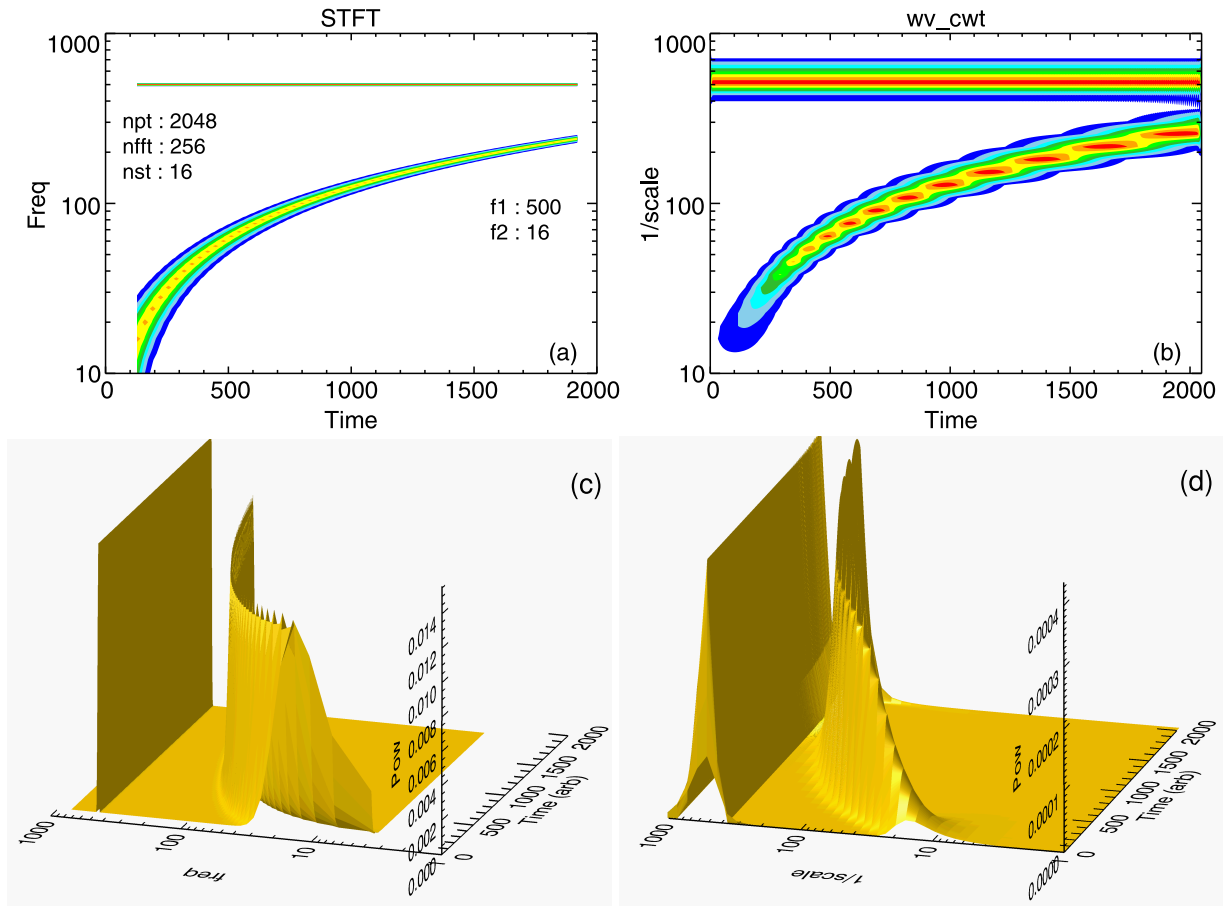 STFT
wv_cwt
1000
100
10
Freq
npt : 2048
nfft : 256
nst : 16
f1 : 500
f2 : 16
(a)
0
500
1000
1500
2000
Time
1000
100
10
1/scale
(b)
0
500
1000
1500
2000
Time
(c)
0.014
0.012
0.010
0.008
0.006
0.004
0.002
0.000
Pow
1000
100
10
freq
0
500
1000
1500
2000
Time (arb)
(d)
0.0004
0.0003
0.0002
0.0001
0.0000
Pow
1000
100
10
1/scale
0
500
1000
1500
2000
Time (arb)